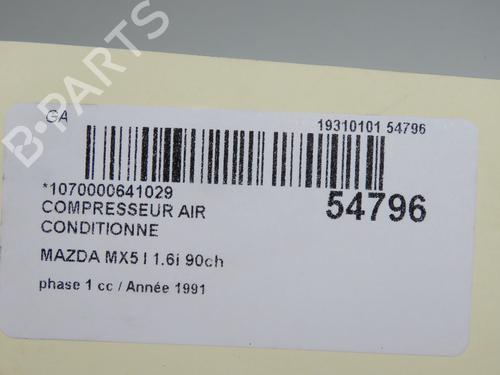 GA
19310101 54796
*1070000641029
54796
COMPRESSEUR AIR
CONDITIONNE
MAZDA MX5 I 1.6i 90ch
phase 1 cc / Année 1991
B-PARTS